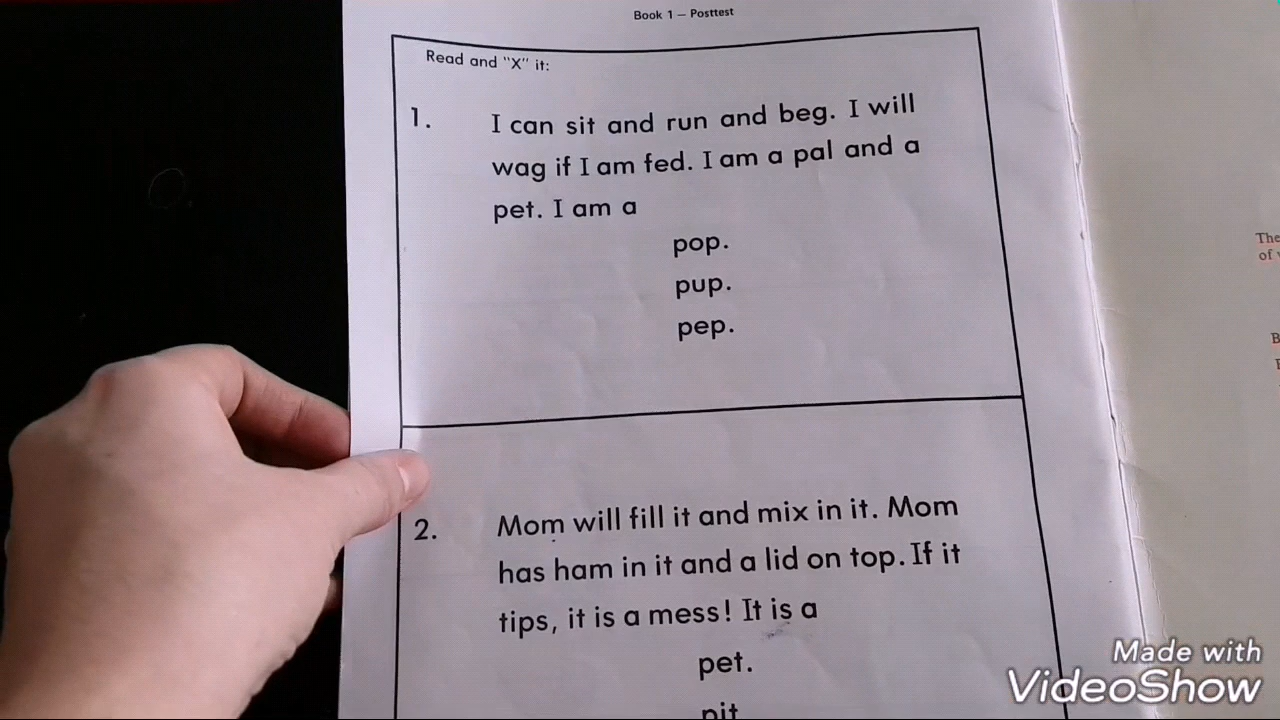 Book 1 — Posttest
Read and "X" it:
1. I can sit and run and beg. I will
wag if I am fed. I am a pal and a
pet. I am a
pop.
pup.
pep.
2. Mom will fill it and mix in it. Mom
has ham in it and a lid on top. If it
tips, it is a mess! It is a
pet.
The
of
Made with
VideoShow